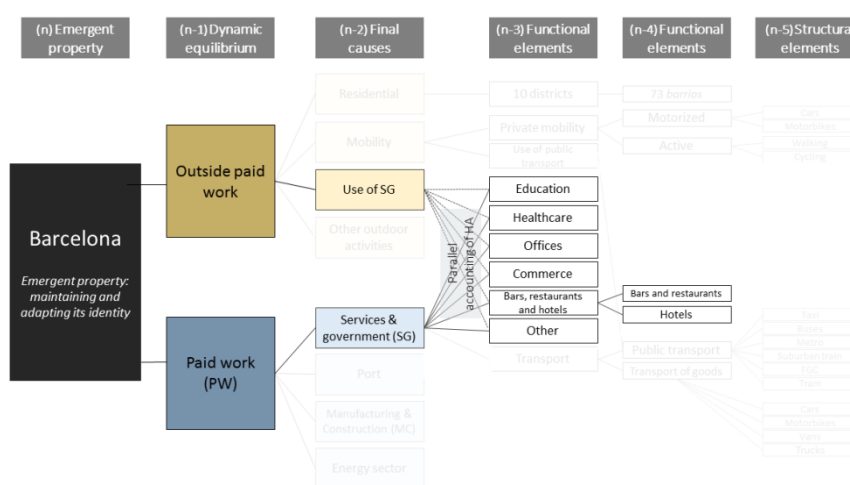 (n) Emergent
property
(n-1) Dynamic
equilibrium
(n-2) Final
causes
(n-3) Functional
elements
(n-4) Functional
elements
(n-5) Structura
elements
Barcelona
Emergent property:
maintaining and
adapting its identity
Outside paid
work
Paid work
(PW)
Residential
Mobility
Use of SG
Other outdoor
activities
Services &
government (SG)
Port
Manufacturing &
Construction (MC)
Energy sector
Parallel
accounting of HA
10 districts
Private mobility
Use of public
transport
Education
Healthcare
Offices
Commerce
Bars, restaurants
and hotels
Other
Transport
73 barrios
Motorized
Active
Bars and restaurants
Hotels
Public transport
Transport of goods
Cars
Motorbikes
Walking
Cycling
Taxi
Buses
Metro
Suburban train
FGC
Tram
Cars
Motorbikes
Vans
Trucks